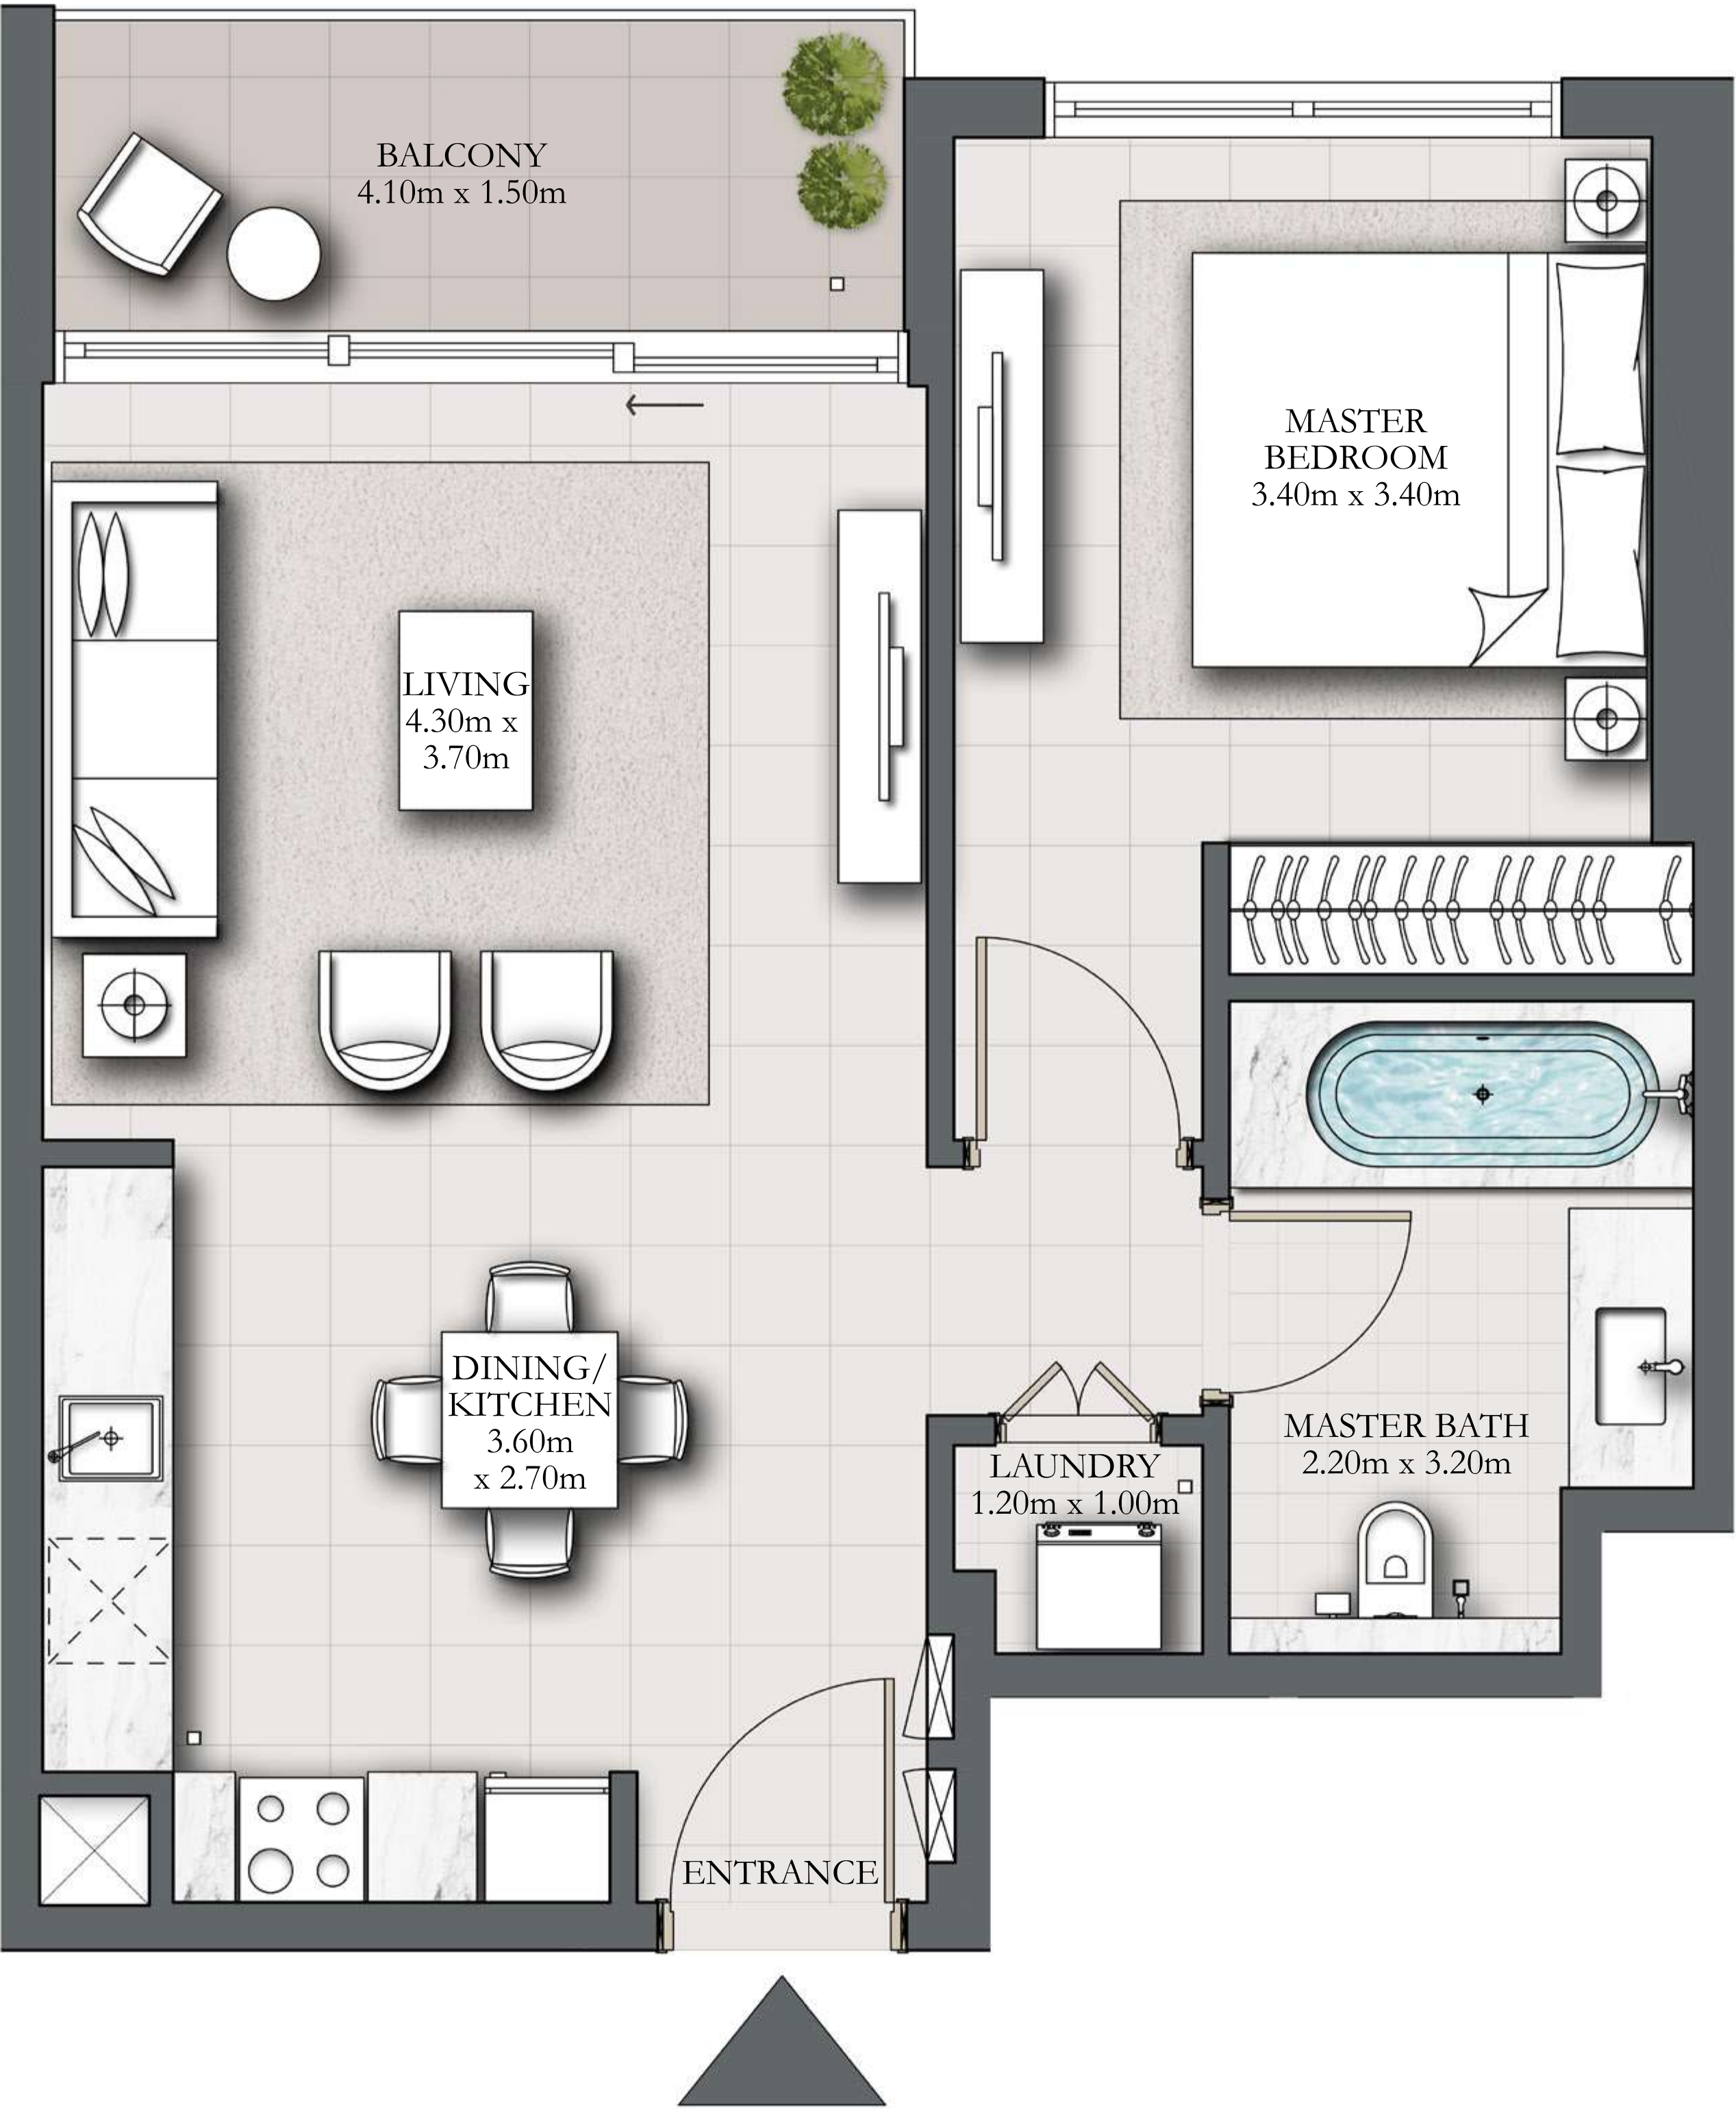 BALCONY
4.10m x 1.50m
MASTER
BEDROOM
3.40m x 3.40m
LIVING
4.30m x
3.70m
DINING/
KITCHEN
3.60m
x 2.70m
MASTER BATH
2.20m x 3.20m
LAUNDRY
1.20m x 1.00m
ENTRANCE